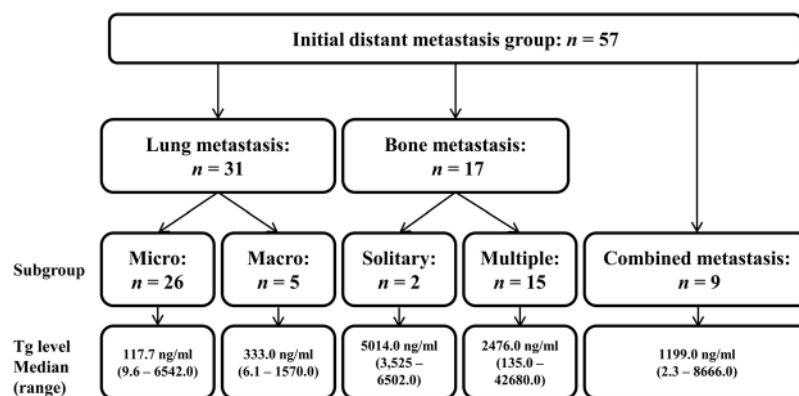 Initial distant metastasis group: n = 57
Lung metastasis:
n = 31
Bone metastasis:
n = 17
Subgroup
Micro:
n = 26
Macro:
n = 5
Solitary:
n = 2
Multiple:
n = 15
Combined metastasis:
n = 9
Tg level
Median
(range)
117.7 ng/ml
(9.6 – 6542.0)
333.0 ng/ml
(6.1 – 1570.0)
5014.0 ng/ml
(3,525 –
6502.0)
2476.0 ng/ml
(135.0 –
42680.0)
1199.0 ng/ml
(2.3 – 8666.0)